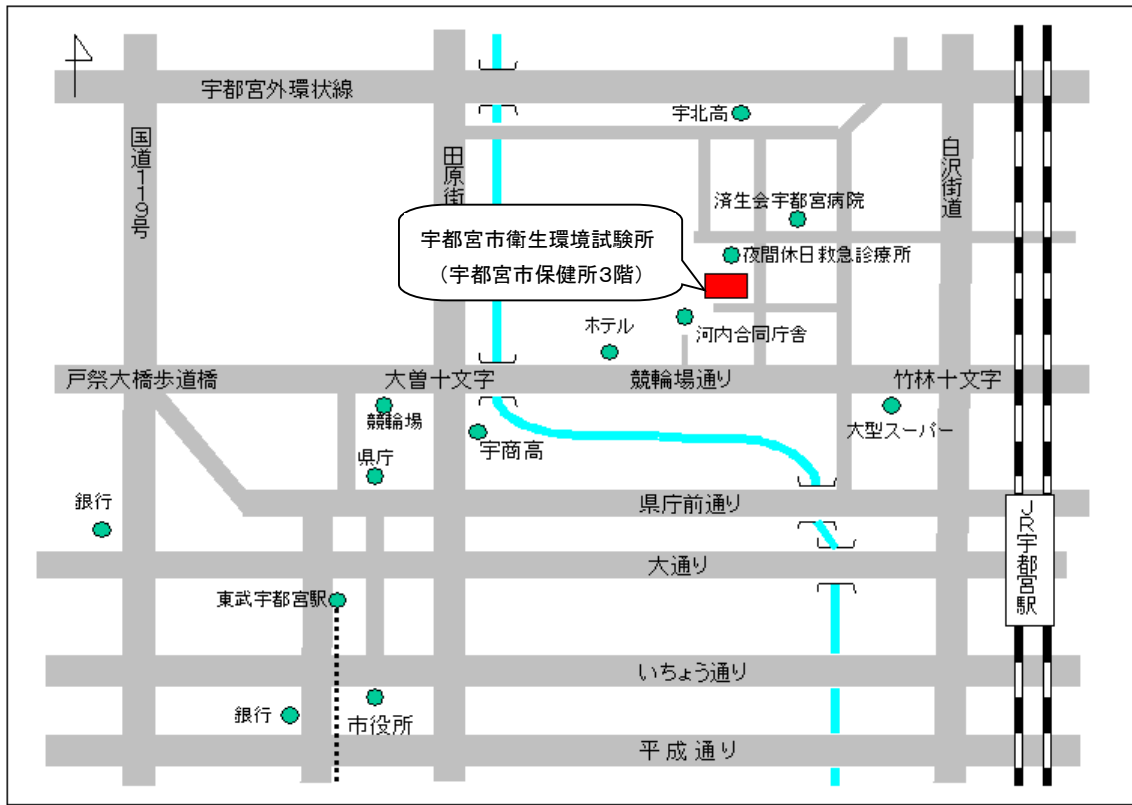 宇都宮外環状線
宇北高
国道119号
田原街
白沢街道
済生会宇都宮病院
宇都宮市衛生環境試験所
（宇都宮市保健所3階）
夜間休日救急診療所
ホテル
河内合同庁舎
戸祭大橋歩道橋
大曽十文字
競輪場通り
竹林十文字
競輪場
宇商高
大型スーパー
県庁
銀行
県庁前通り
JR宇都宮駅
大通り
東武宇都宮駅
いちょう通り
銀行
市役所
平成通り